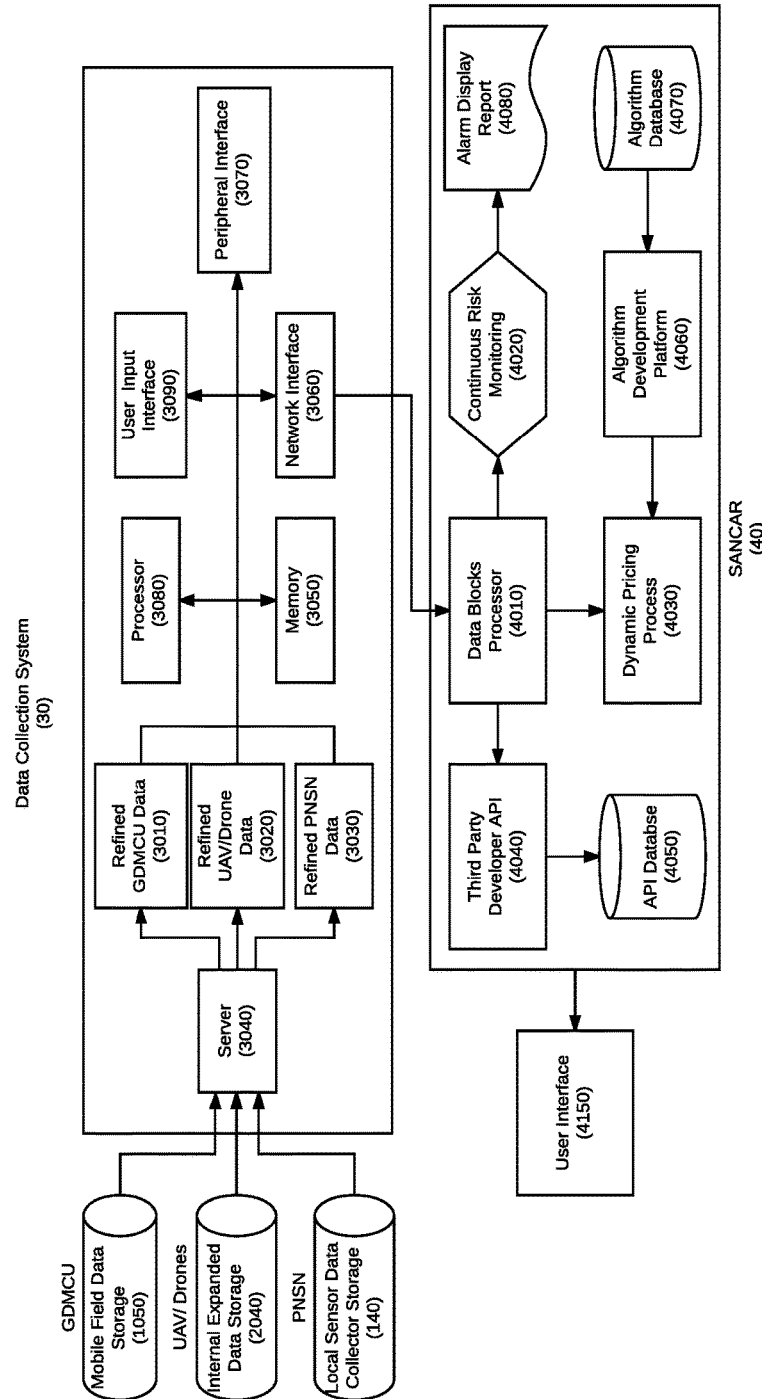 Data Collection System
(30)
GDMCU
Mobile Field Data
Storage
(1050)
UAV/ Drones
Internal Expanded
Data Storage
(2040)
PNSN
Local Sensor Data
Collector Storage
(140)
Server
(3040)
Refined
GDMCU Data
(3010)
Refined
UAV/Drone
Data
(3020)
Refined PNSN
Data
(3030)
Processor
(3080)
Memory
(3050)
User Input
Interface
(3090)
Network Interface
(3060)
Peripheral Interface
(3070)
User Interface
(4150)
Third Party
Developer API
(4040)
API Databse
(4050)
Data Blocks
Processor
(4010)
Dynamic Pricing
Process
(4030)
Continuous Risk
Monitoring
(4020)
Algorithm
Development
Platform
(4060)
Alarm Display
Report
(4080)
Algorithm
Database
(4070)
SANCAR
(40)